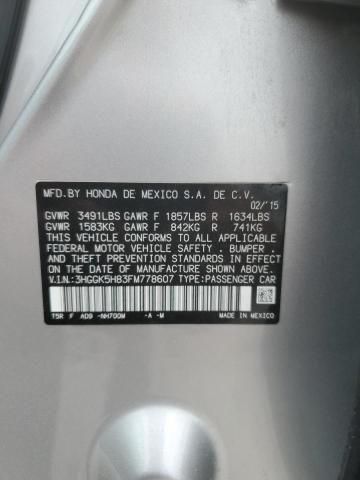 MFD.BY HONDA DE MEXICO S.A. DE C.V.
02/'15
GVWR 3491LBS GAWR F 1857LBS R 1634LBS
GVWR 1583KG GAWR F 842KG R 741KG
THIS VEHICLE CONFORMS TO ALL APPLICABLE
FEDERAL MOTOR VEHICLE SAFETY , BUMPER ,
AND THEFT PREVENTION STANDARDS IN EFFECT
ON THE DATE OF MANUFACTURE SHOWN ABOVE.
V.I.N.:3HGGK5H83FM778607 TYPE:PASSENGER CAR
T5R F AD9 -NH700M -A -M
MADE IN MEXICO